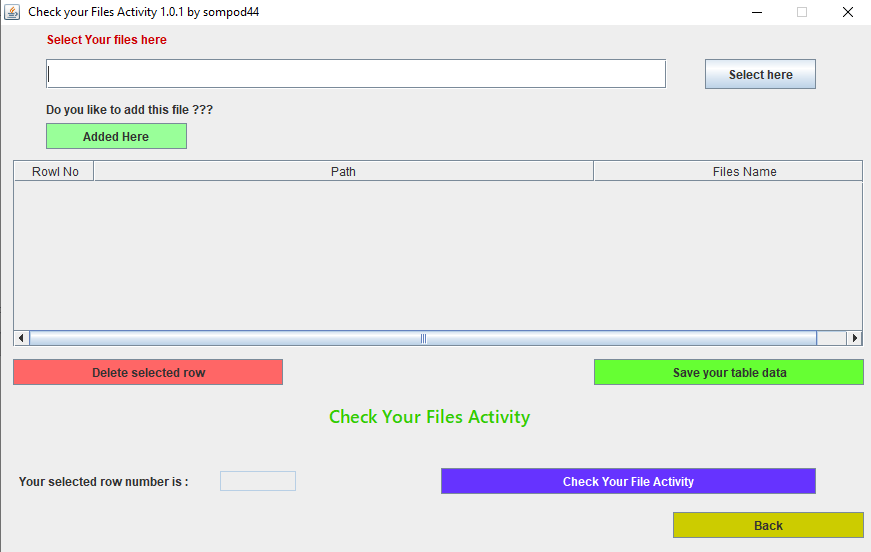 Check your Files Activity 1.0.1 by sompod44
Select Your files here
Select here
Do you like to add this file ???
Added Here
Rowl No Path Files Name
Delete selected row Save your table data
Check Your Files Activity
Your selected row number is : Check Your File Activity
Back